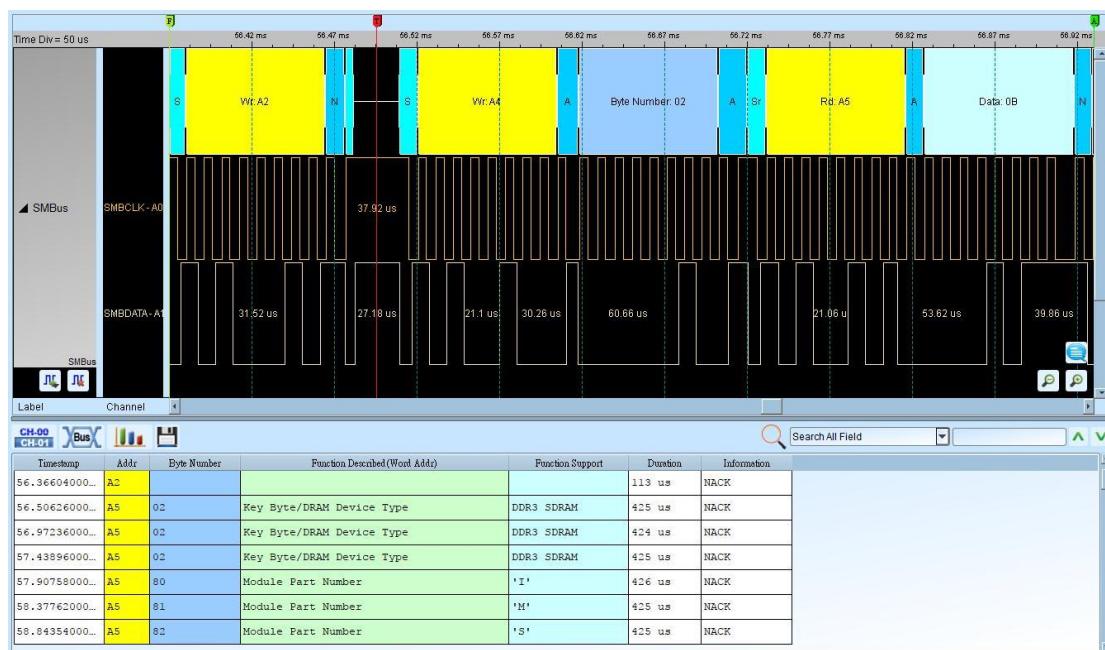 F T A
Time Div= 50 us 56.42 ms 56.47 ms 56.52 ms 56.57 ms 56.62 ms 56.67 ms 56.72 ms 56.77 ms 56.82 ms 56.87 ms 56.92 ms
S Wr: A2 N S Wr: A4 A Byte Number: 02 A Sr Rd: A5 A Data: 0B N
SMBus SMBCLK - A0 37.92 us
SMBDATA- A1 31.52 us 27.18 us 21.1 us 30.26 us 60.66 us 21.06 u 53.62 us 39.86 us
SMBus
Label Channel
CH-00
CH-01 Bus Search All Field
Timestamp Addr Byte Number Function Described(Word Addr) Function Support Duration Information
56.36604000... A2 113 us NACK
56.50626000... A5 02 Key Byte/DRAM Device Type DDR3 SDRAM 425 us NACK
56.97236000... A5 02 Key Byte/DRAM Device Type DDR3 SDRAM 424 us NACK
57.43896000... A5 02 Key Byte/DRAM Device Type DDR3 SDRAM 425 us NACK
57.90758000... A5 80 Module Part Number 'I' 426 us NACK
58.37762000... A5 81 Module Part Number 'M' 425 us NACK
58.84354000... A5 82 Module Part Number 'S' 425 us NACK